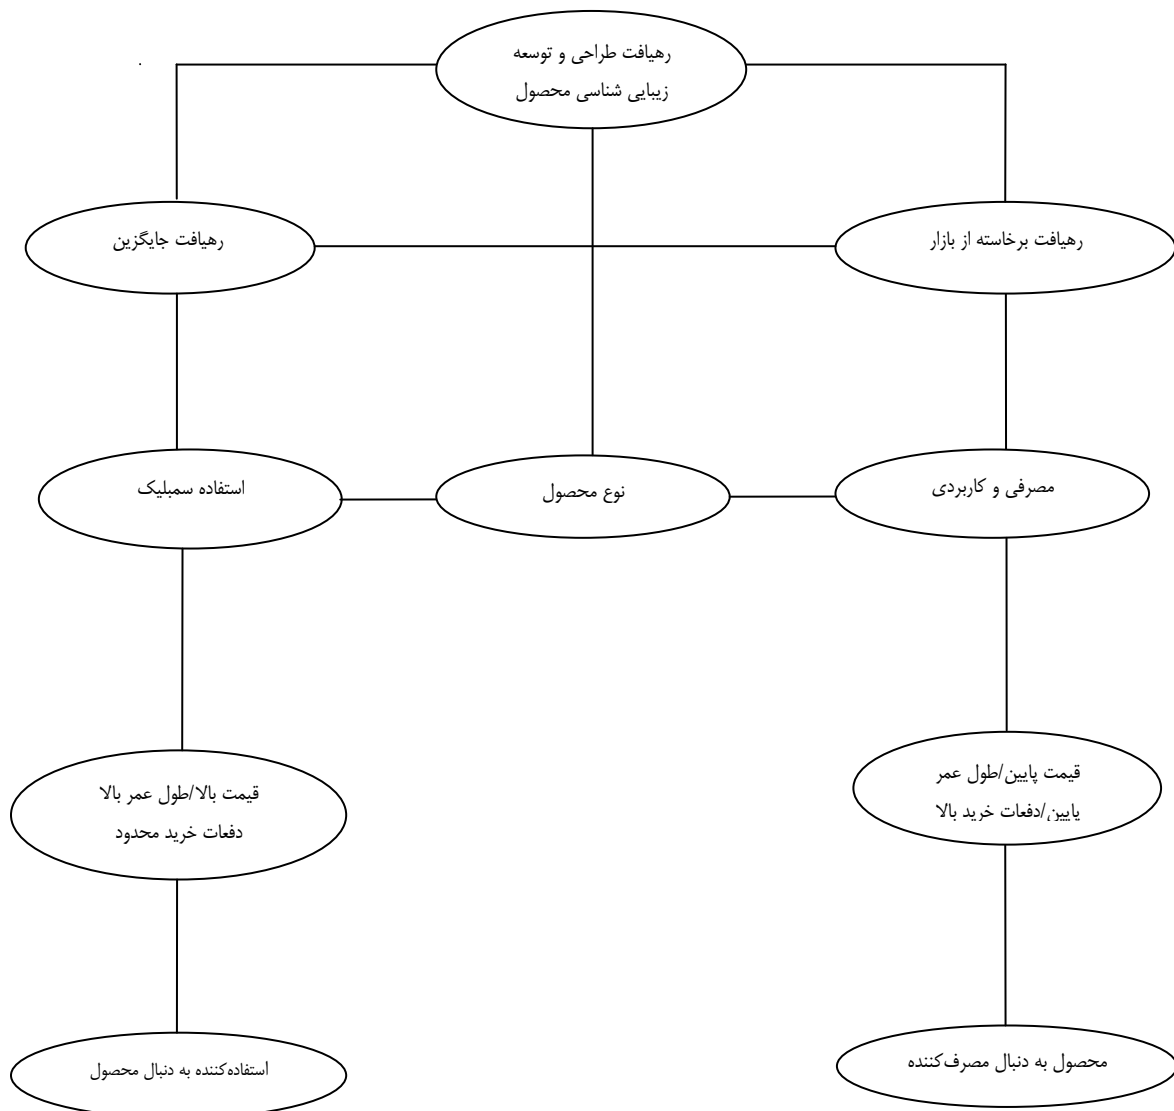 رهیافت طراحی و توسعه
زیبایی شناسی محصول
رهیافت برخاسته از بازار
رهیافت جایگزین
مصرفی و کاربردی
نوع محصول
استفاده سمبلیک
قیمت پایین/طول عمر
پایین/دفعات خرید بالا
قیمت بالا/طول عمر بالا
دفعات خرید محدود
محصول به دنبال مصرف‌کننده
استفاده‌کننده به دنبال محصول